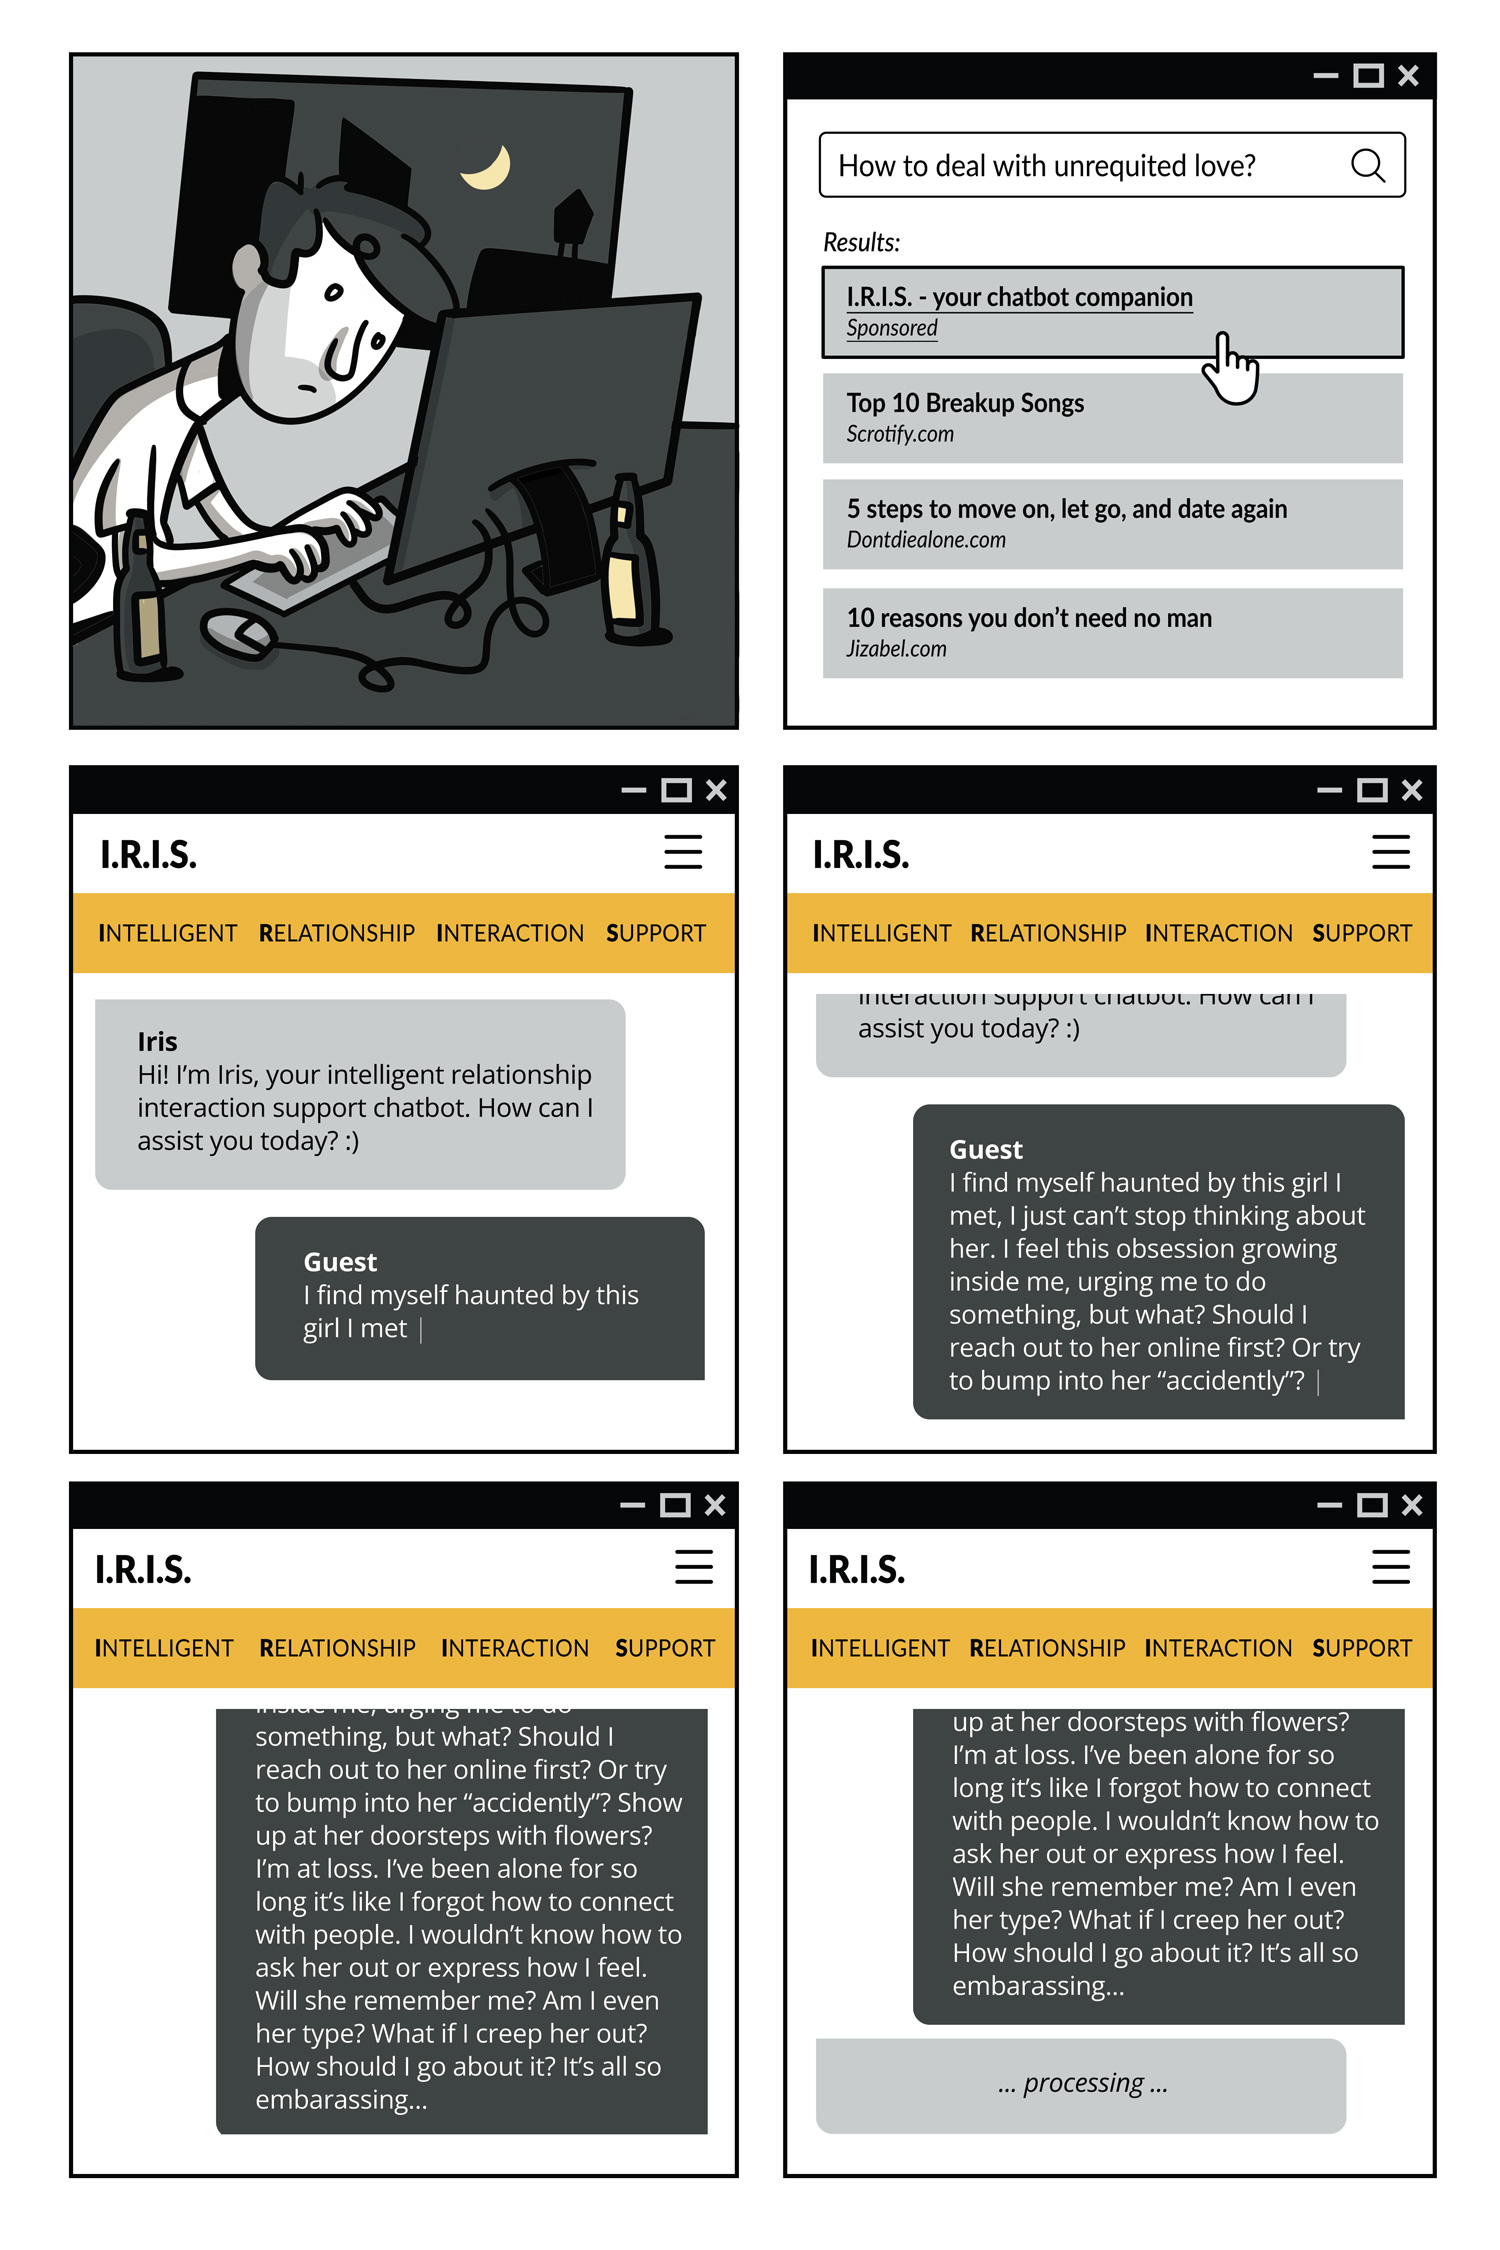 How to deal with unrequited love?
Results:
I.R.I.S. - your chatbot companion
Sponsored
Top 10 Breakup Songs
Scrotify.com
5 steps to move on, let go, and date again
Dontdiealone.com
10 reasons you don’t need no man
Jizabel.com
I.R.I.S.
INTELLIGENT RELATIONSHIP INTERACTION SUPPORT
Iris
Hi! I’m Iris, your intelligent relationship
interaction support chatbot. How can I
assist you today? :)
Guest
I find myself haunted by this
girl I met |
I.R.I.S.
INTELLIGENT RELATIONSHIP INTERACTION SUPPORT
interaction support chatbot. How can I
assist you today? :)
Guest
I find myself haunted by this girl I
met, I just can’t stop thinking about
her. I feel this obsession growing
inside me, urging me to do
something, but what? Should I
reach out to her online first? Or try
to bump into her “accidently”? |
I.R.I.S.
INTELLIGENT RELATIONSHIP INTERACTION SUPPORT
inside me, urging me to do
something, but what? Should I
reach out to her online first? Or try
to bump into her “accidently”? Show
up at her doorsteps with flowers?
I’m at loss. I’ve been alone for so
long it’s like I forgot how to connect
with people. I wouldn’t know how to
ask her out or express how I feel.
Will she remember me? Am I even
her type? What if I creep her out?
How should I go about it? It’s all so
embarassing...
I.R.I.S.
INTELLIGENT RELATIONSHIP INTERACTION SUPPORT
up at her doorsteps with flowers?
I’m at loss. I’ve been alone for so
long it’s like I forgot how to connect
with people. I wouldn’t know how to
ask her out or express how I feel.
Will she remember me? Am I even
her type? What if I creep her out?
How should I go about it? It’s all so
embarassing...
... processing ...